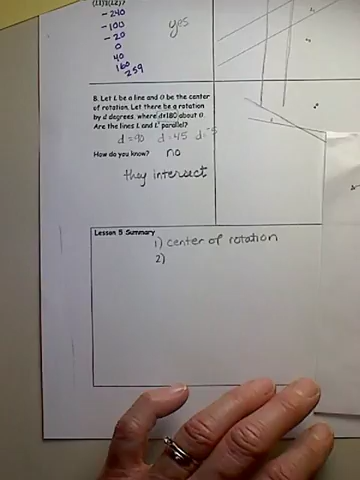 -240
-100
-20
0
40
160
259
yes
B. Let L be a line and O be the center
of rotation. Let there be a rotation
by d degrees, where d≠180 about O.
Are the lines L and L' parallel?
d=90 d=45 d=-5
How do you know? no
they intersect
Lesson 5 Summary
1) center of rotation
2)